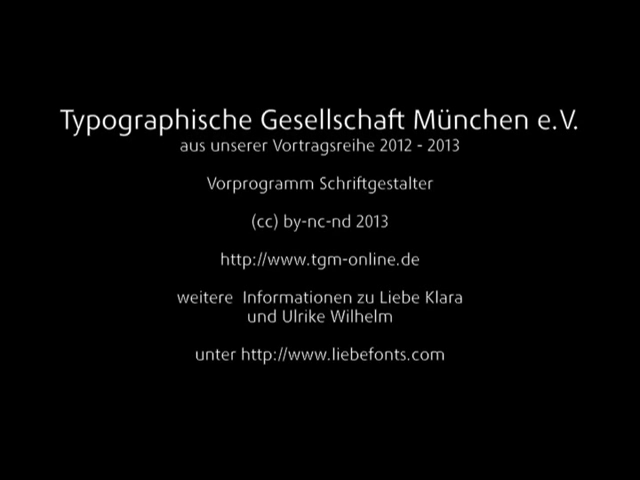 Typographische Gesellschaft München e.V.
aus unserer Vortragsreihe 2012 - 2013
Vorprogramm Schriftgestalter
(cc) by-nc-nd 2013
http://www.tgm-online.de
weitere Informationen zu Liebe Klara
und Ulrike Wilhelm
unter http://www.liebefonts.com